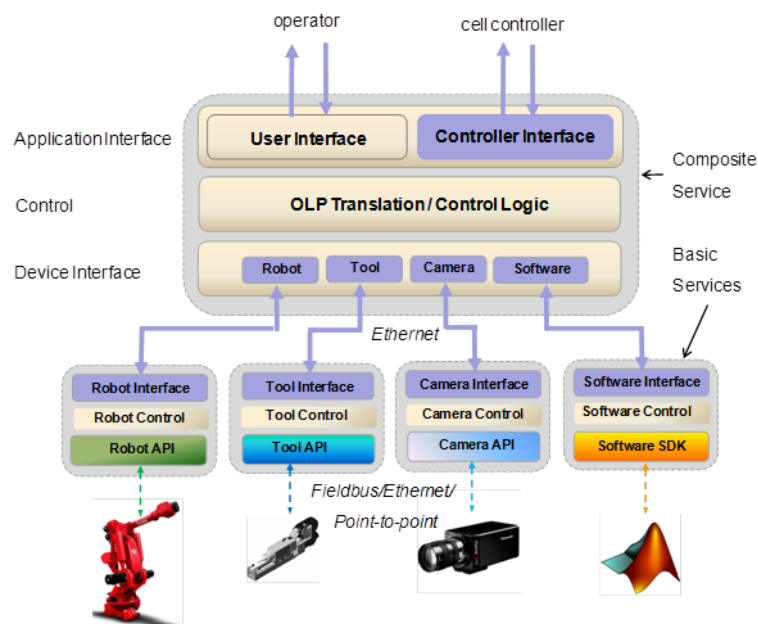 operator
cell controller
Application Interface
User Interface
Controller Interface
Composite
Service
Control
OLP Translation / Control Logic
Device Interface
Robot
Tool
Camera
Software
Basic
Services
Ethernet
Robot Interface
Tool Interface
Camera Interface
Software Interface
Robot Control
Tool Control
Camera Control
Software Control
Robot API
Tool API
Camera API
Software SDK
Fieldbus/Ethernet/
Point-to-point
Panasonic